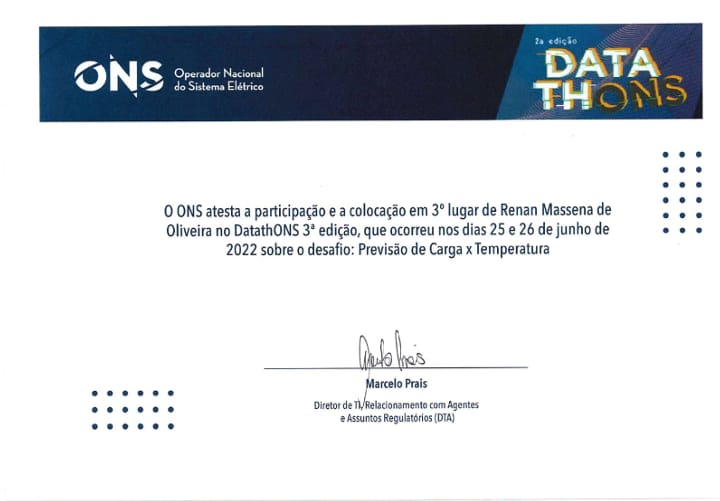 ONS
Operador Nacional
do Sistema Elétrico
2a edição
DATA
THONS
O ONS atesta a participação e a colocação em 3º lugar de Renan Massena de
Oliveira no DatathONS 3ª edição, que ocorreu nos dias 25 e 26 de junho de
2022 sobre o desafio: Previsão de Carga x Temperatura
Marcelo Prais
Marcelo Prais
Diretor de TI, Relacionamento com Agentes
e Assuntos Regulatórios (DTA)